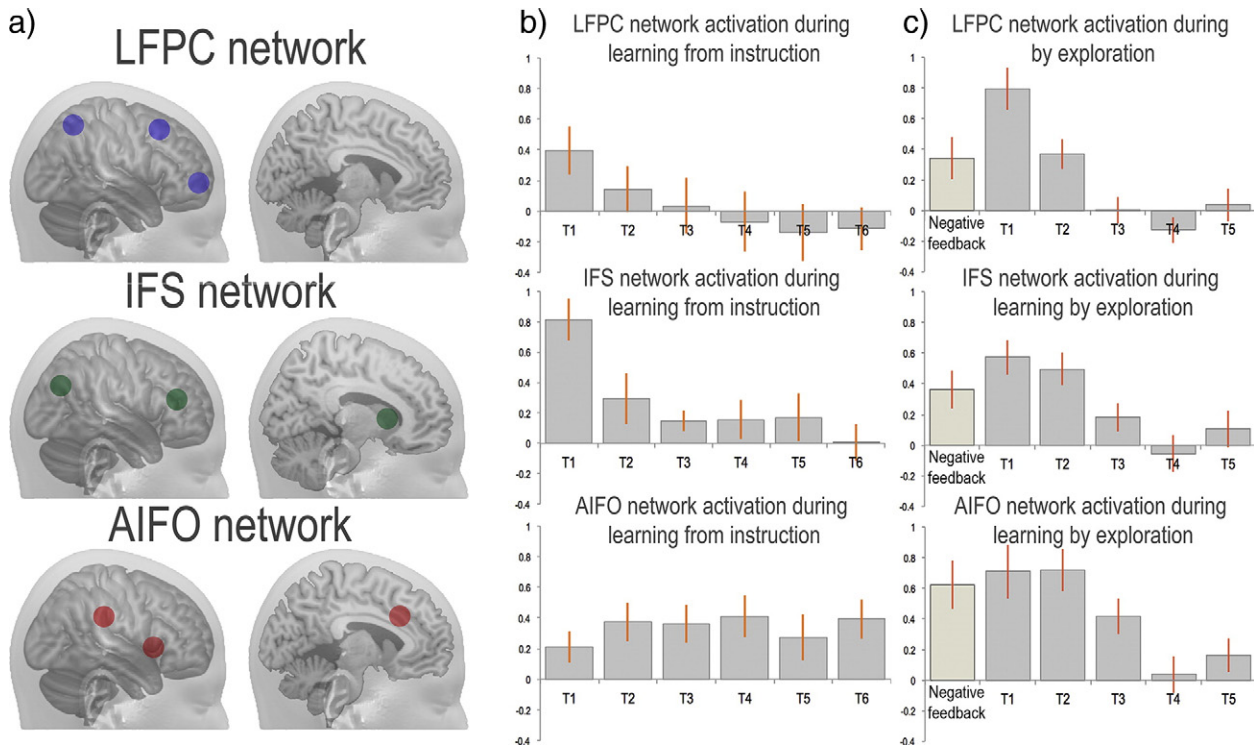 a)
LFPC network
IFS network
AIFO network
b)
LFPC network activation during
learning from instruction
1
0.8
0.6
0.4
0.2
0
-0.2
-0.4
T1 T2 T3 T4 T5 T6
IFS network activation during
learning from instruction
1
0.8
0.6
0.4
0.2
0
-0.2
-0.4
T1 T2 T3 T4 T5 T6
AIFO network activation during
learning from instruction
1
0.8
0.6
0.4
0.2
0
-0.2
0.4
T1 T2 T3 T4 T5 T6
c)
LFPC network activation during
by exploration
1
0.8
0.6
0.4
0.2
0
0.2
0.4
Negative
feedback
T1 T2 T3 T4 T5
IFS network activation during
learning by exploration
1
0.8
0.6
0.4
0.2
0
-0.2
-0.4
Negative
feedback
T1 T2 T3 T4 T5
AIFO network activation during
learning by exploration
1
0.8
0.6
0.4
0.2
0
0.2
0.4
Negative
feedback
T1 T2 T3 T4 T5